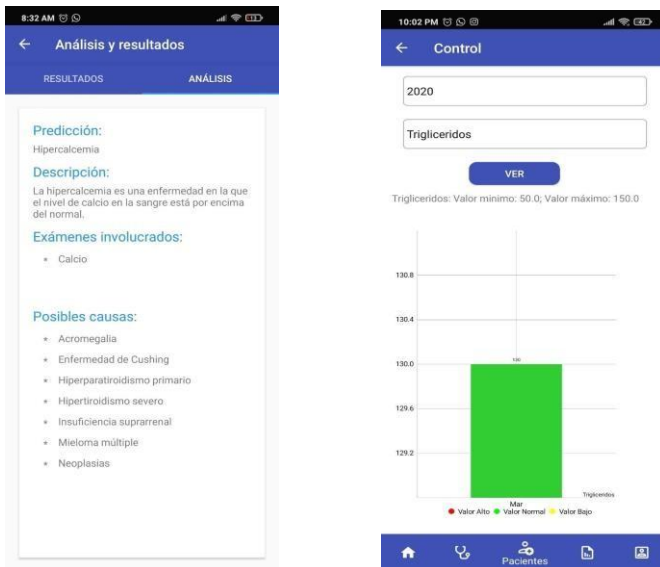 8:32 AM
Análisis y resultados
RESULTADOS
ANÁLISIS
Predicción:
Hipercalcemia
Descripción:
La hipercalcemia es una enfermedad en la que
el nivel de calcio en la sangre está por encima
del normal.
Exámenes involucrados:
Calcio
Posibles causas:
Acromegalia
Enfermedad de Cushing
Hiperparatiroidismo primario
Hipertiroidismo severo
Insuficiencia suprarrenal
Mieloma múltiple
Neoplasias
10:02 PM
Control
2020
Trigliceridos
VER
Trigliceridos: Valor minimo: 50.0; Valor máximo: 150.0
130.8
130.4
130.0
129.6
129.2
130
Trigliceridos
Mar
Valor Alto Valor Normal Valor Bajo
Pacientes